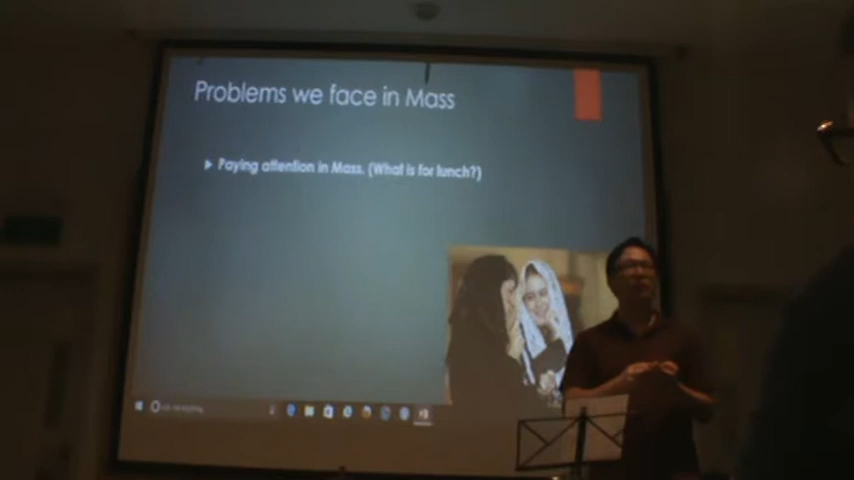 Problems we face in Mass
Paying attention in Mass. (What is for lunch?)